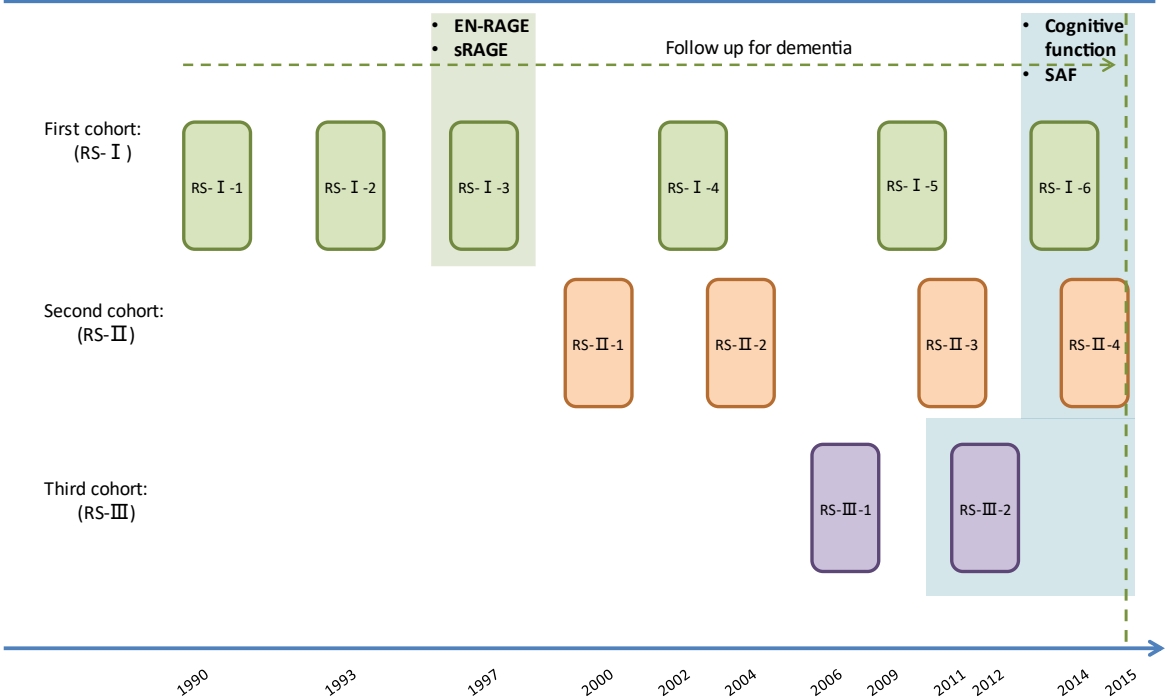 • EN-RAGE
• sRAGE
Follow up for dementia
• Cognitive
function
• SAF
First cohort:
(RS-Ⅰ)
RS-Ⅰ-1
RS-Ⅰ-2
RS-Ⅰ-3
RS-Ⅰ-4
RS-Ⅰ-5
RS-Ⅰ-6
Second cohort:
(RS-Ⅱ)
RS-Ⅱ-1
RS-Ⅱ-2
RS-Ⅱ-3
RS-Ⅱ-4
Third cohort:
(RS-Ⅲ)
RS-Ⅲ-1
RS-Ⅲ-2
1990
1993
1997
2000
2002
2004
2006
2009
2011
2012
2014
2015